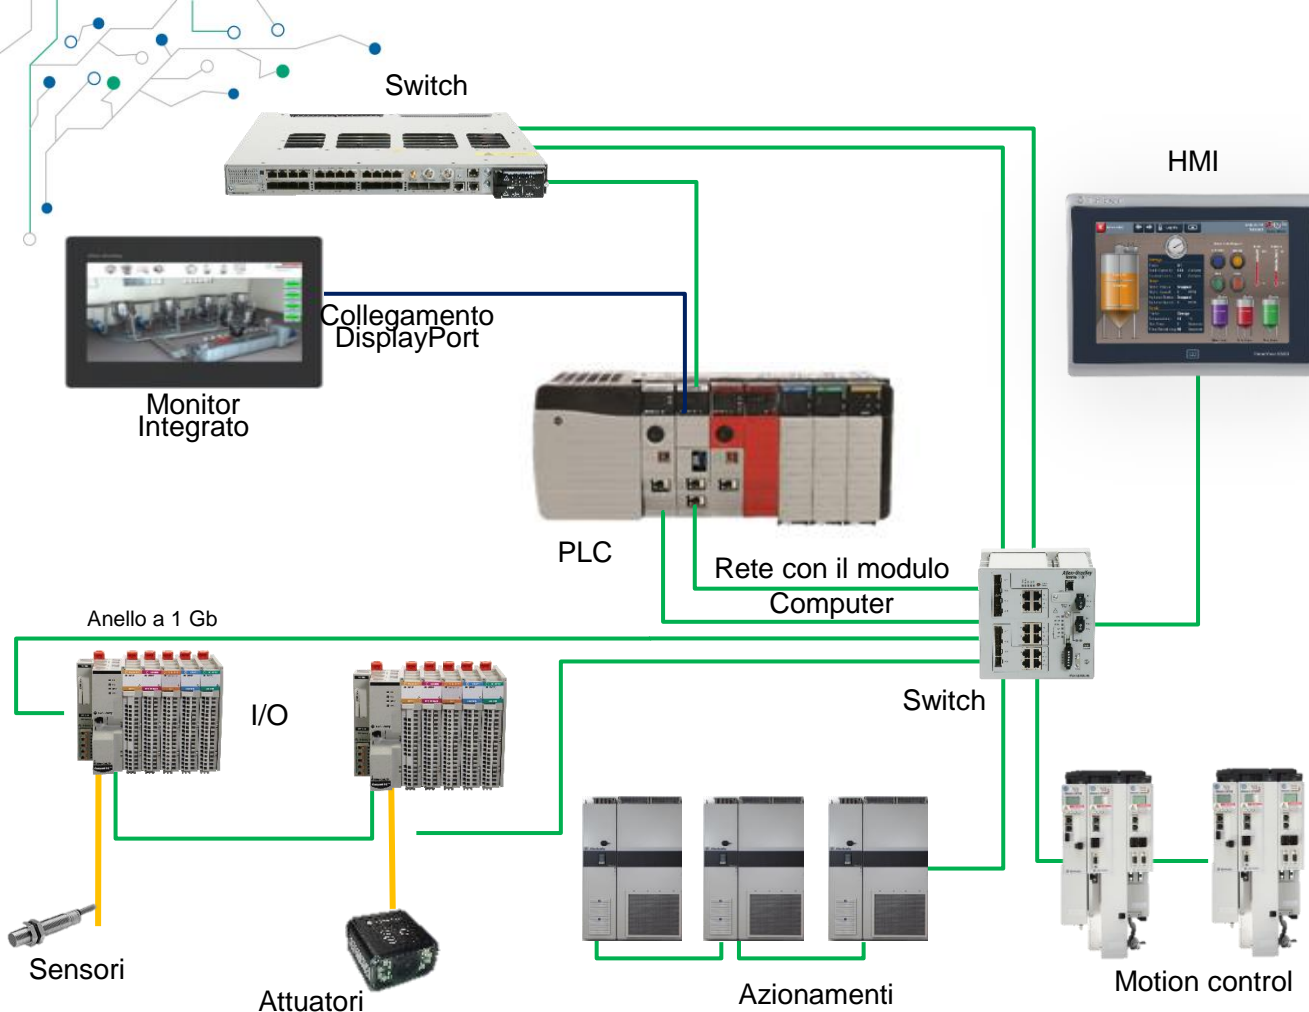 Switch
HMI
Collegamento
DisplayPort
Monitor
Integrato
PLC
Rete con il modulo
Computer
Anello a 1 Gb
I/O
Switch
Sensori
Attuatori
Azionamenti
Motion control